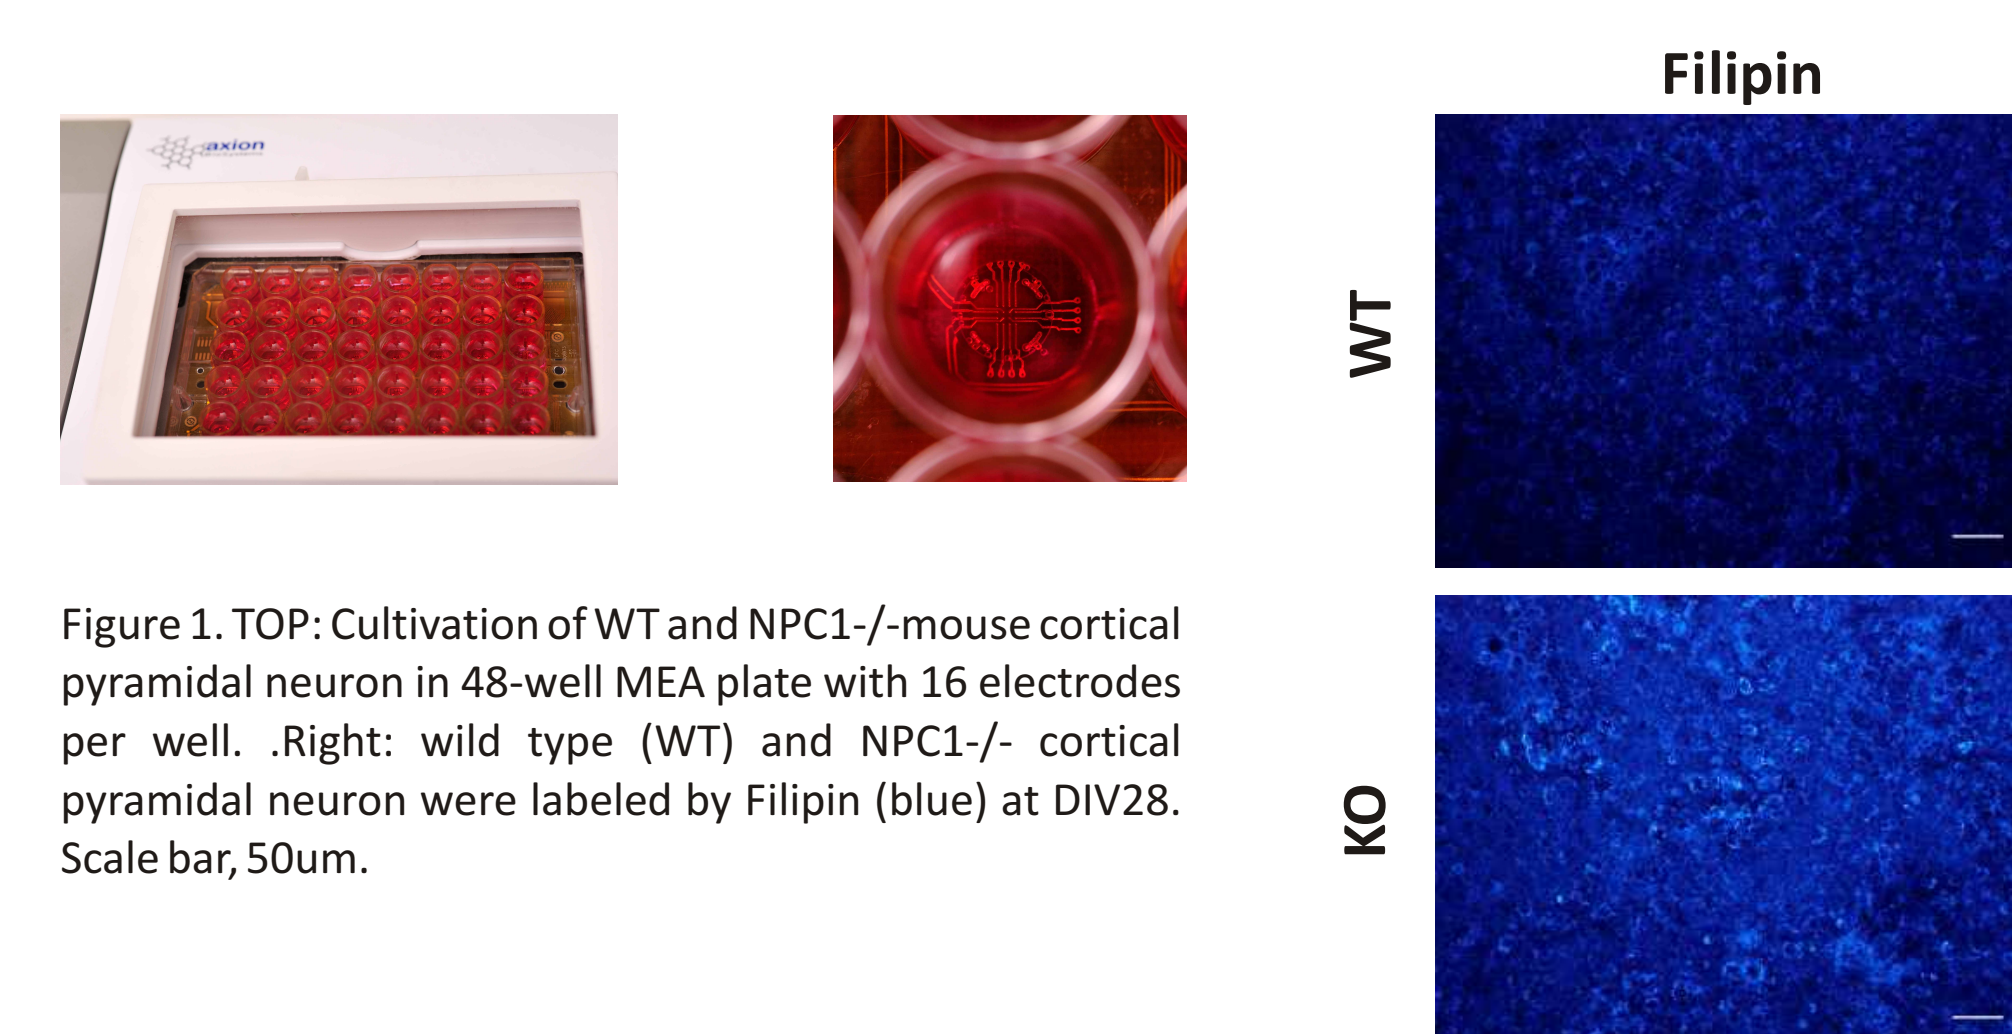 Filipin
axion
WT
Figure 1. TOP: Cultivation of WT and NPC1-/-mouse cortical
pyramidal neuron in 48-well MEA plate with 16 electrodes
per well. .Right: wild type (WT) and NPC1-/- cortical
pyramidal neuron were labeled by Filipin (blue) at DIV28.
Scale bar, 50um.
KO